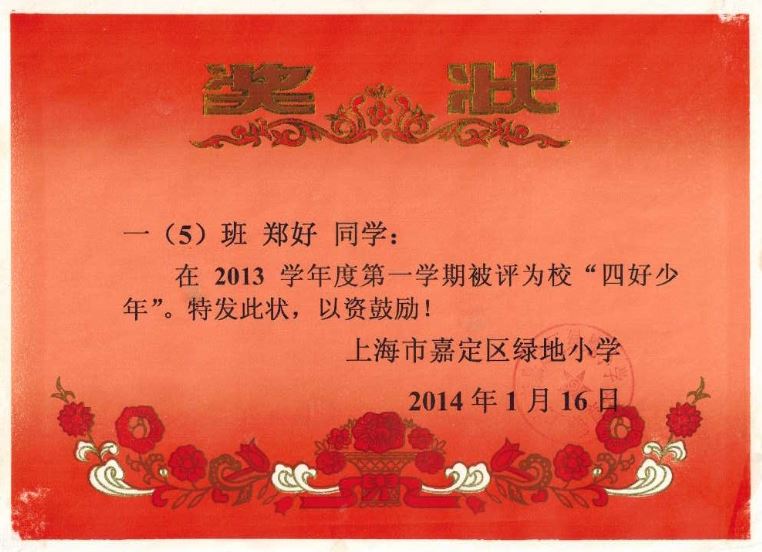 奖状
一（5）班 郑好 同学：
在 2013 学年度第一学期被评为校“四好少
年”。特发此状，以资鼓励！
上海市嘉定区绿地小学
2014 年 1 月 16 日